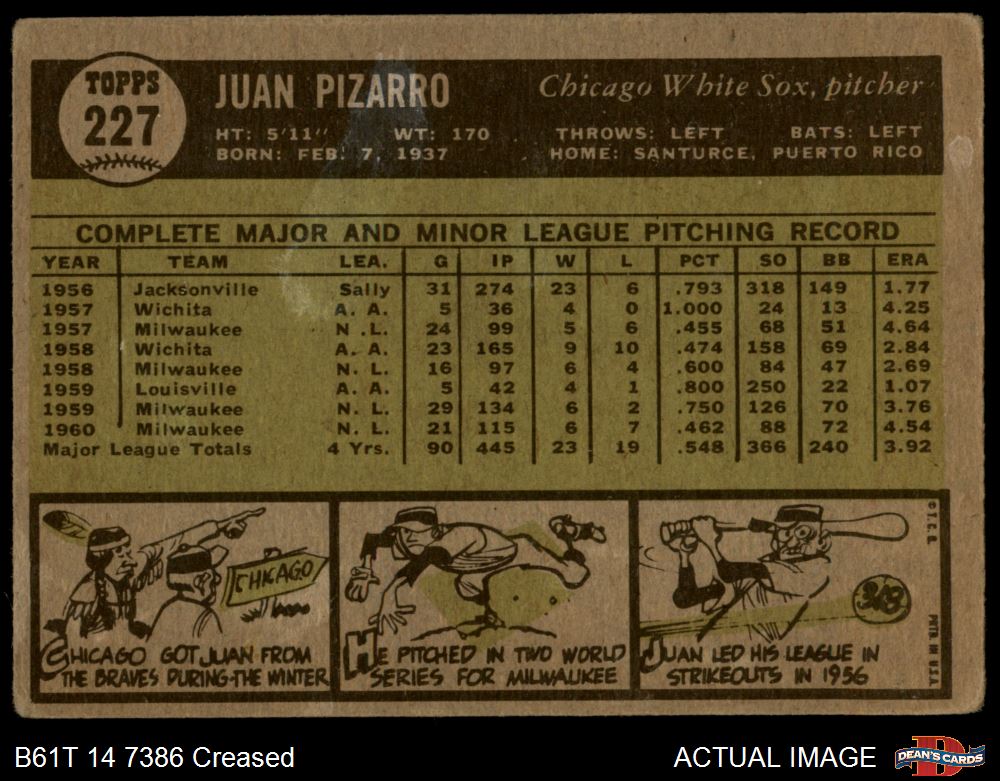 TOPPS
227
JUAN PIZARRO
Chicago White Sox, pitcher
HT: 5'11" WT: 170 THROWS: LEFT BATS: LEFT
BORN: FEB. 7, 1937 HOME: SANTURCE, PUERTO RICO
COMPLETE MAJOR AND MINOR LEAGUE PITCHING RECORD
YEAR TEAM LEA. G IP W L PCT SO BB ERA
1956 Jacksonville Sally 31 274 23 6 .793 318 149 1.77
1957 Wichita A. A. 5 36 4 0 1.000 24 13 4.25
1957 Milwaukee N. L. 24 99 5 6 .455 68 51 4.64
1958 Wichita A. A. 23 165 9 10 .474 158 69 2.84
1958 Milwaukee N. L. 16 97 6 4 .600 84 47 2.69
1959 Louisville A. A. 5 42 4 1 .800 250 22 1.07
1959 Milwaukee N. L. 29 134 6 2 .750 126 70 3.76
1960 Milwaukee N. L. 21 115 6 7 .462 88 72 4.54
Major League Totals 4 Yrs. 90 445 23 19 .548 366 240 3.92
CHICAGO
CHICAGO GOT JUAN FROM
THE BRAVES DURING THE WINTER
HE PITCHED IN TWO WORLD
SERIES FOR MILWAUKEE
318
JUAN LED HIS LEAGUE IN
STRIKEOUTS IN 1956
© T.C.G.
PRTD. IN U.S.A.
B61T 14 7386 Creased
ACTUAL IMAGE
D
DEAN'S CARDS